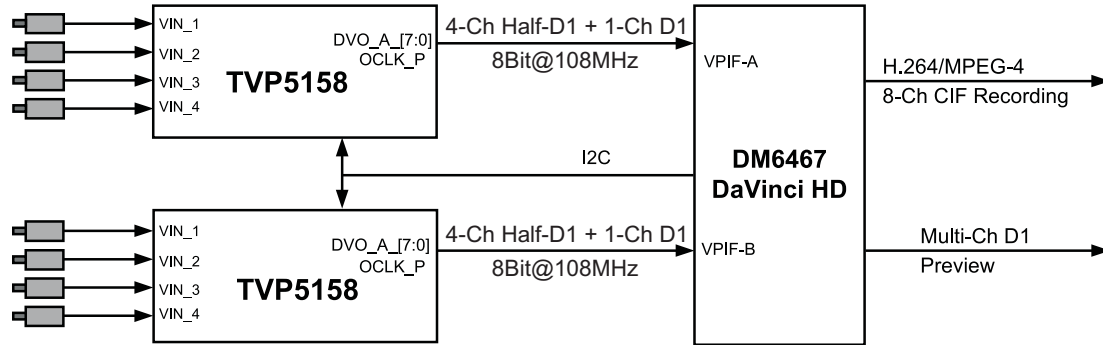 VIN_1
VIN_2
VIN_3
VIN_4
DVO_A_[7:0]
OCLK_P
TVP5158
4-Ch Half-D1 + 1-Ch D1
8Bit@108MHz
VPIF-A
H.264/MPEG-4
8-Ch CIF Recording
I2C
DM6467
DaVinci HD
VIN_1
VIN_2
VIN_3
VIN_4
DVO_A_[7:0]
OCLK_P
TVP5158
4-Ch Half-D1 + 1-Ch D1
8Bit@108MHz
VPIF-B
Multi-Ch D1
Preview